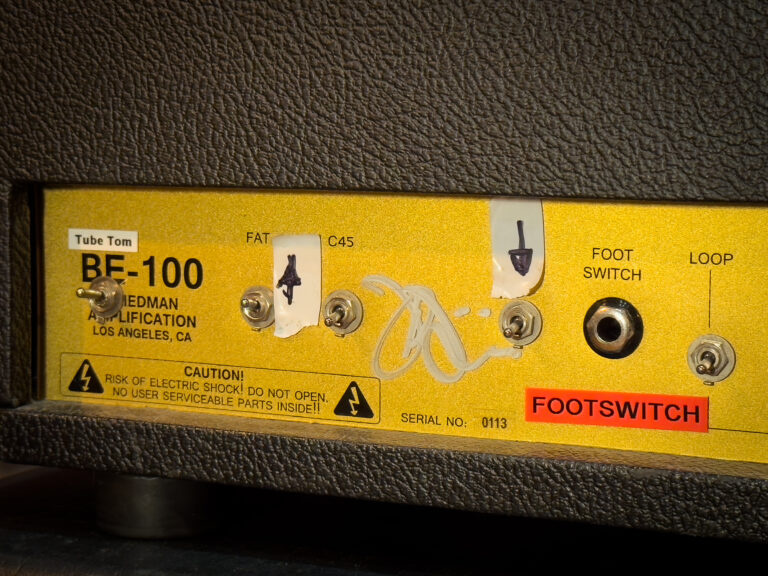 Tube Tom
BE-100
FAT
C45
FOOT
SWITCH
LOOP
AMPLIFICATION
LOS ANGELES, CA
CAUTION!
RISK OF ELECTRIC SHOCK! DO NOT OPEN.
NO USER SERVICEABLE PARTS INSIDE!!
SERIAL NO: 0113
FOOTSWITCH